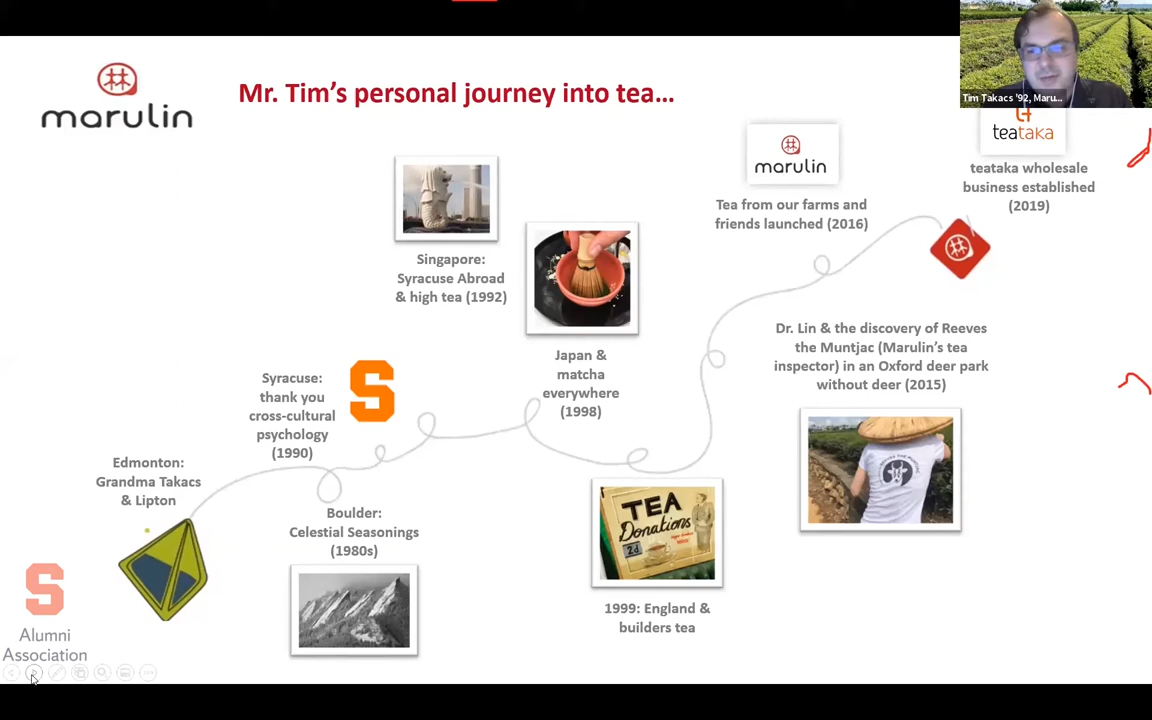 林
marulin
Mr. Tim's personal journey into tea…
Tim Takacs '92, Maru...
teataka
teataka wholesale
business established
(2019)
林
marulin
Tea from our farms and
friends launched (2016)
林
Singapore:
Syracuse Abroad
& high tea (1992)
Japan &
matcha
everywhere
(1998)
Dr. Lin & the discovery of Reeves
the Muntjac (Marulin's tea
inspector) in an Oxford deer park
without deer (2015)
Syracuse:
thank you
cross-cultural
psychology
(1990)
S
Edmonton:
Grandma Takacs
& Lipton
Boulder:
Celestial Seasonings
(1980s)
TEA
Donations
2d
1999: England &
builders tea
S
Alumni
Association